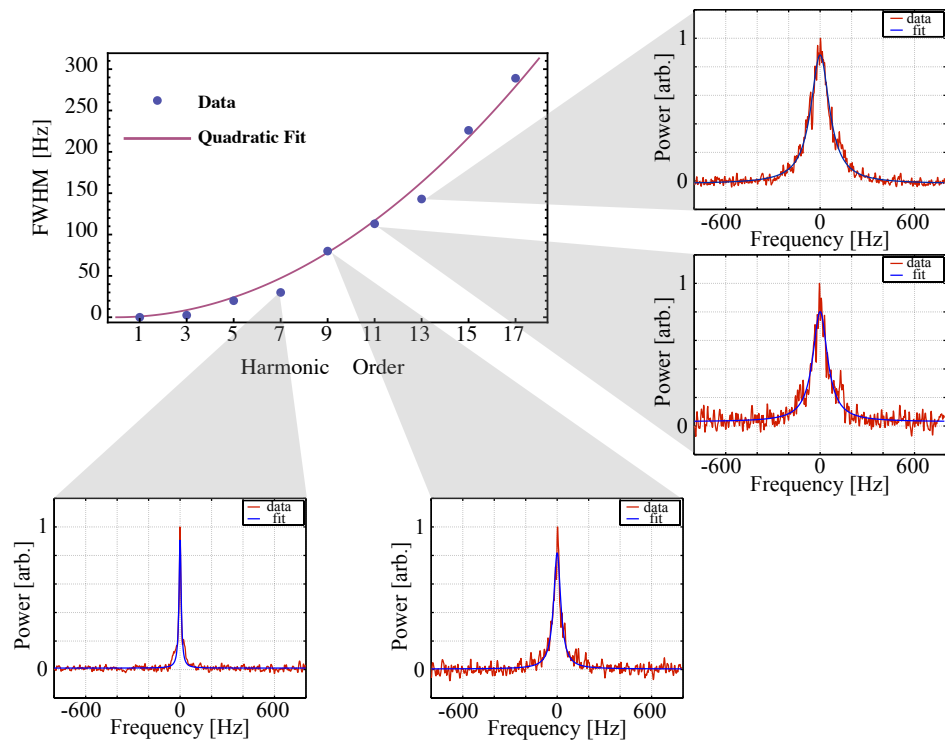 300
250
200
150
100
50
0
FWHM [Hz]
Data
Quadratic Fit
1 3 5 7 9 11 13 15 17
Harmonic Order
data
fit
1
0
Power [arb.]
-600 0 600
Frequency [Hz]
data
fit
1
0
Power [arb.]
-600 0 600
Frequency [Hz]
data
fit
1
0
Power [arb.]
-600 0 600
Frequency [Hz]
data
fit
1
0
Power [arb.]
-600 0 600
Frequency [Hz]